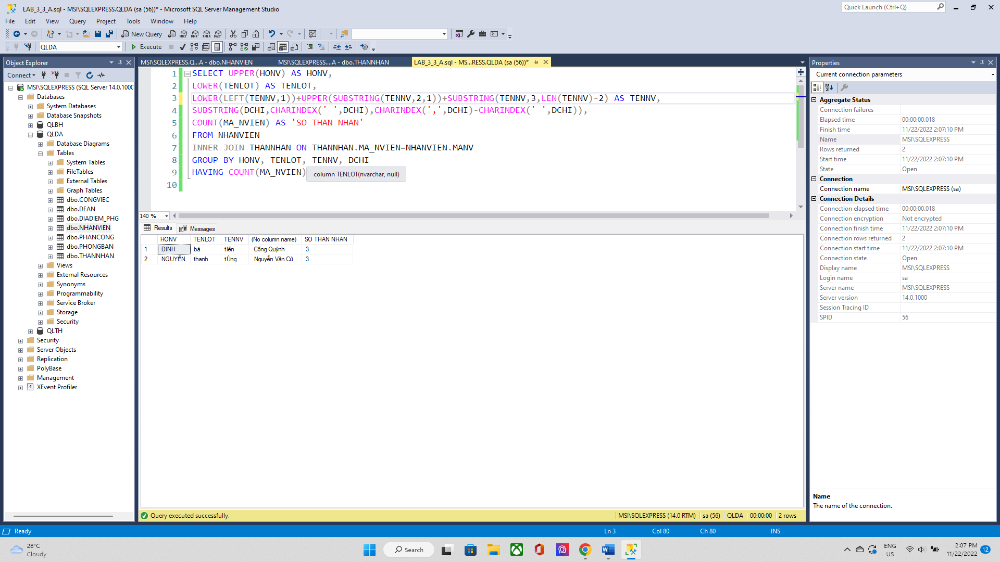 LAB_3_3_A.sql - MSI\SQLEXPRESS.QLDA (sa (56))* - Microsoft SQL Server Management Studio
Quick Launch (Ctrl+Q)
File Edit View Query Project Tools Window Help
New Query
MDX DMX XMLA DAX
QLDA
Execute
Object Explorer
Connect
MSI\SQLEXPRESS (SQL Server 14.0.1000
Databases
System Databases
Database Snapshots
QLBH
QLDA
Database Diagrams
Tables
System Tables
FileTables
External Tables
Graph Tables
dbo.CONGVIEC
dbo.DEAN
dbo.DIADIEM_PHG
dbo.NHANVIEN
dbo.PHANCONG
dbo.PHONGBAN
dbo.THANNHAN
Views
External Resources
Synonyms
Programmability
Service Broker
Storage
Security
QLTH
Security
Server Objects
Replication
PolyBase
Management
XEvent Profiler
MSI\SQLEXPRESS.Q...A - dbo.NHANVIEN
MSI\SQLEXPRESS....A - dbo.THANNHAN
LAB_3_3_A.sql - MS...RESS.QLDA (sa (56))*
1 SELECT UPPER(HONV) AS HONV,
2 LOWER(TENLOT) AS TENLOT,
3 LOWER(LEFT(TENNV,1))+UPPER(SUBSTRING(TENNV,2,1))+SUBSTRING(TENNV,3,LEN(TENNV)-2) AS TENNV,
4 SUBSTRING(DCHI,CHARINDEX(' ',DCHI),CHARINDEX(',',DCHI)-CHARINDEX(' ',DCHI)),
5 COUNT(MA_NVIEN) AS 'SO THAN NHAN'
6 FROM NHANVIEN
7 INNER JOIN THANNHAN ON THANNHAN.MA_NVIEN=NHANVIEN.MANV
8 GROUP BY HONV, TENLOT, TENNV, DCHI
9 HAVING COUNT(MA_NVIEN)
column TENLOT(nvarchar, null)
10
140 %
Results Messages
HONV TENLOT TENNV (No column name) SO THAN NHAN
1 ĐINH bá tIến Cống Quỳnh 3
2 NGUYỄN thanh tÙng Nguyễn Văn Cừ 3
Query executed successfully.
MSI\SQLEXPRESS (14.0 RTM) sa (56) QLDA 00:00:00 2 rows
Properties
Current connection parameters
Aggregate Status
Connection failures
Elapsed time 00:00:00.018
Finish time 11/22/2022 2:07:10 PM
Name MSI\SQLEXPRESS
Rows returned 2
Start time 11/22/2022 2:07:10 PM
State Open
Connection
Connection name MSI\SQLEXPRESS (sa)
Connection Details
Connection elapsed time 00:00:00.018
Connection encryption Not encrypted
Connection finish time 11/22/2022 2:07:10 PM
Connection rows returned 2
Connection start time 11/22/2022 2:07:10 PM
Connection state Open
Display name MSI\SQLEXPRESS
Login name sa
Server name MSI\SQLEXPRESS
Server version 14.0.1000
Session Tracing ID
SPID 56
Name
The name of the connection.
Ready
Ln 3 Col 80 Ch 80 INS
28°C
Cloudy
Search
ENG
US
2:07 PM
11/22/2022
12